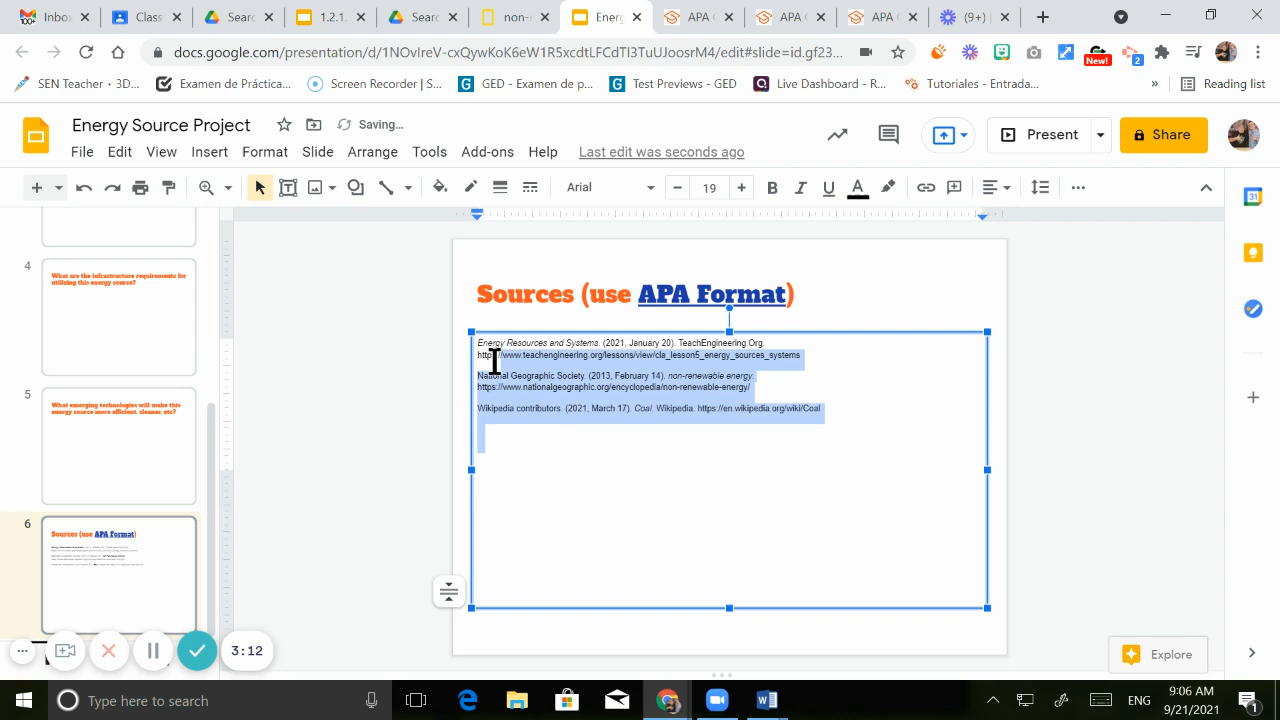 100+ Inbo Class Searc 1.2.1. Searc non- Energ APA C APA C APA C (9+)
docs.google.com/presentation/d/1NOvIreV-cxQywKoK6eW1R5xcdtLFCdTI3TuUJoosrM4/edit#slide=id.gf23... New! 2
SEN Teacher • 3D... Examen de Práctica... Screen Recorder | S... GED - Examen de p... Test Previews - GED Live Dashboard - R... Tutoriales - Entrada... » Reading list
Energy Source Project Saving...
File Edit View Insert Format Slide Arrange Tools Add-ons Help Last edit was seconds ago
Present Share
Arial 19 B I U A
31
4 What are the infrastructure requirements for
utilizing this energy source?
5 What emerging technologies will make this
energy source more efficient, cleaner, etc?
6 Sources (use APA Format)
Sources (use APA Format)
Energy Resources and Systems. (2021, January 20). TeachEngineering.Org.
http://www.teachengineering.org/lessons/view/cla_lesson5_energy_sources_systems
National Geographic Society. (2013, February 14). non-renewable energy.
https://www.nationalgeographic.org/encyclopedia/non-renewable-energy/
Wikipedia contributors. (2021, March 17). Coal. Wikipedia. https://en.wikipedia.org/wiki/Coal
3:12
Explore
Type here to search
ENG
9:06 AM
9/21/2021
1